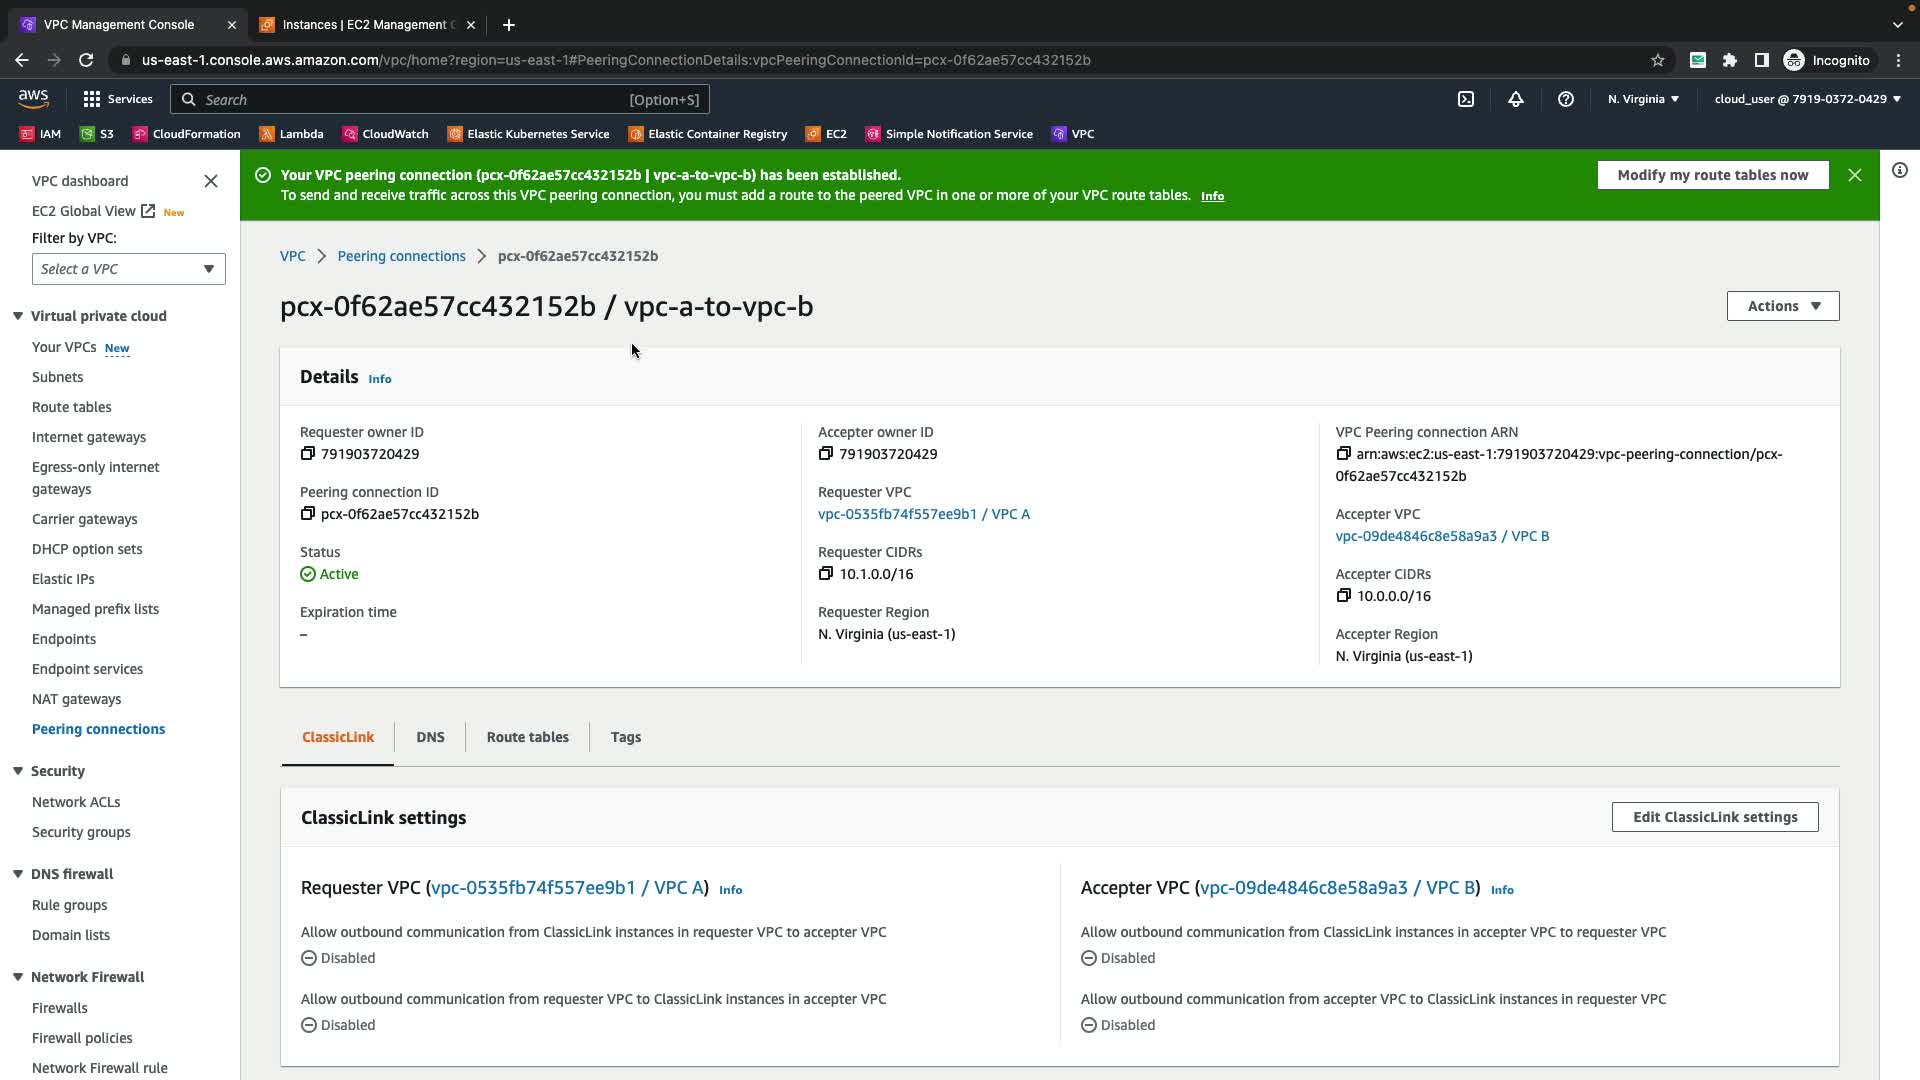 VPC Management Console
Instances | EC2 Management C
us-east-1.console.aws.amazon.com/vpc/home?region=us-east-1#PeeringConnectionDetails:vpcPeeringConnectionId=pcx-0f62ae57cc432152b
Incognito
aws
Services
Search
[Option+S]
N. Virginia
cloud_user @ 7919-0372-0429
IAM
S3
CloudFormation
Lambda
CloudWatch
Elastic Kubernetes Service
Elastic Container Registry
EC2
Simple Notification Service
VPC
VPC dashboard
EC2 Global View New
Filter by VPC:
Select a VPC
Virtual private cloud
Your VPCs New
Subnets
Route tables
Internet gateways
Egress-only internet
gateways
Carrier gateways
DHCP option sets
Elastic IPs
Managed prefix lists
Endpoints
Endpoint services
NAT gateways
Peering connections
Security
Network ACLs
Security groups
DNS firewall
Rule groups
Domain lists
Network Firewall
Firewalls
Firewall policies
Network Firewall rule
Your VPC peering connection (pcx-0f62ae57cc432152b | vpc-a-to-vpc-b) has been established.
To send and receive traffic across this VPC peering connection, you must add a route to the peered VPC in one or more of your VPC route tables. Info
Modify my route tables now
VPC
Peering connections
pcx-0f62ae57cc432152b
pcx-0f62ae57cc432152b / vpc-a-to-vpc-b
Actions
Details Info
Requester owner ID
791903720429
Peering connection ID
pcx-0f62ae57cc432152b
Status
Active
Expiration time
–
Accepter owner ID
791903720429
Requester VPC
vpc-0535fb74f557ee9b1 / VPC A
Requester CIDRs
10.1.0.0/16
Requester Region
N. Virginia (us-east-1)
VPC Peering connection ARN
arn:aws:ec2:us-east-1:791903720429:vpc-peering-connection/pcx-
0f62ae57cc432152b
Accepter VPC
vpc-09de4846c8e58a9a3 / VPC B
Accepter CIDRs
10.0.0.0/16
Accepter Region
N. Virginia (us-east-1)
ClassicLink
DNS
Route tables
Tags
ClassicLink settings
Edit ClassicLink settings
Requester VPC (vpc-0535fb74f557ee9b1 / VPC A) Info
Allow outbound communication from ClassicLink instances in requester VPC to accepter VPC
Disabled
Allow outbound communication from requester VPC to ClassicLink instances in accepter VPC
Disabled
Accepter VPC (vpc-09de4846c8e58a9a3 / VPC B) Info
Allow outbound communication from ClassicLink instances in accepter VPC to requester VPC
Disabled
Allow outbound communication from accepter VPC to ClassicLink instances in requester VPC
Disabled